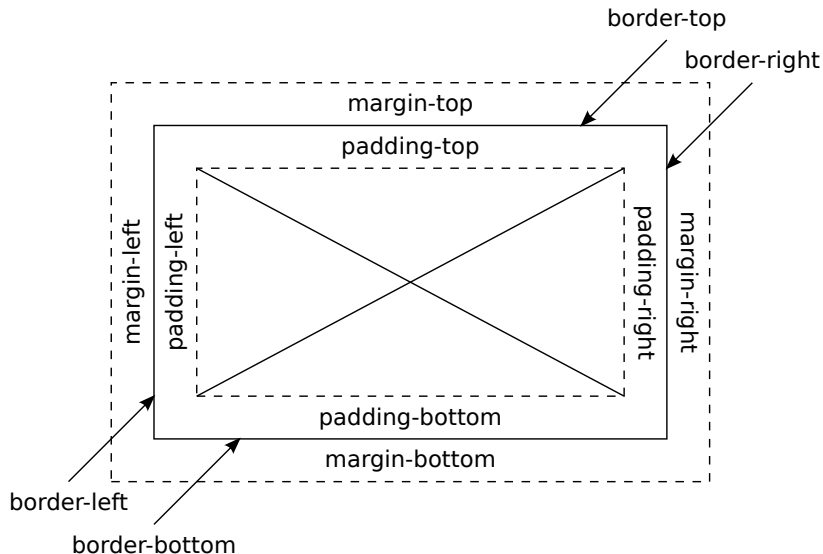 border-top
border-right
margin-top
padding-top
margin-left
padding-left
padding-right
margin-right
padding-bottom
margin-bottom
border-left
border-bottom